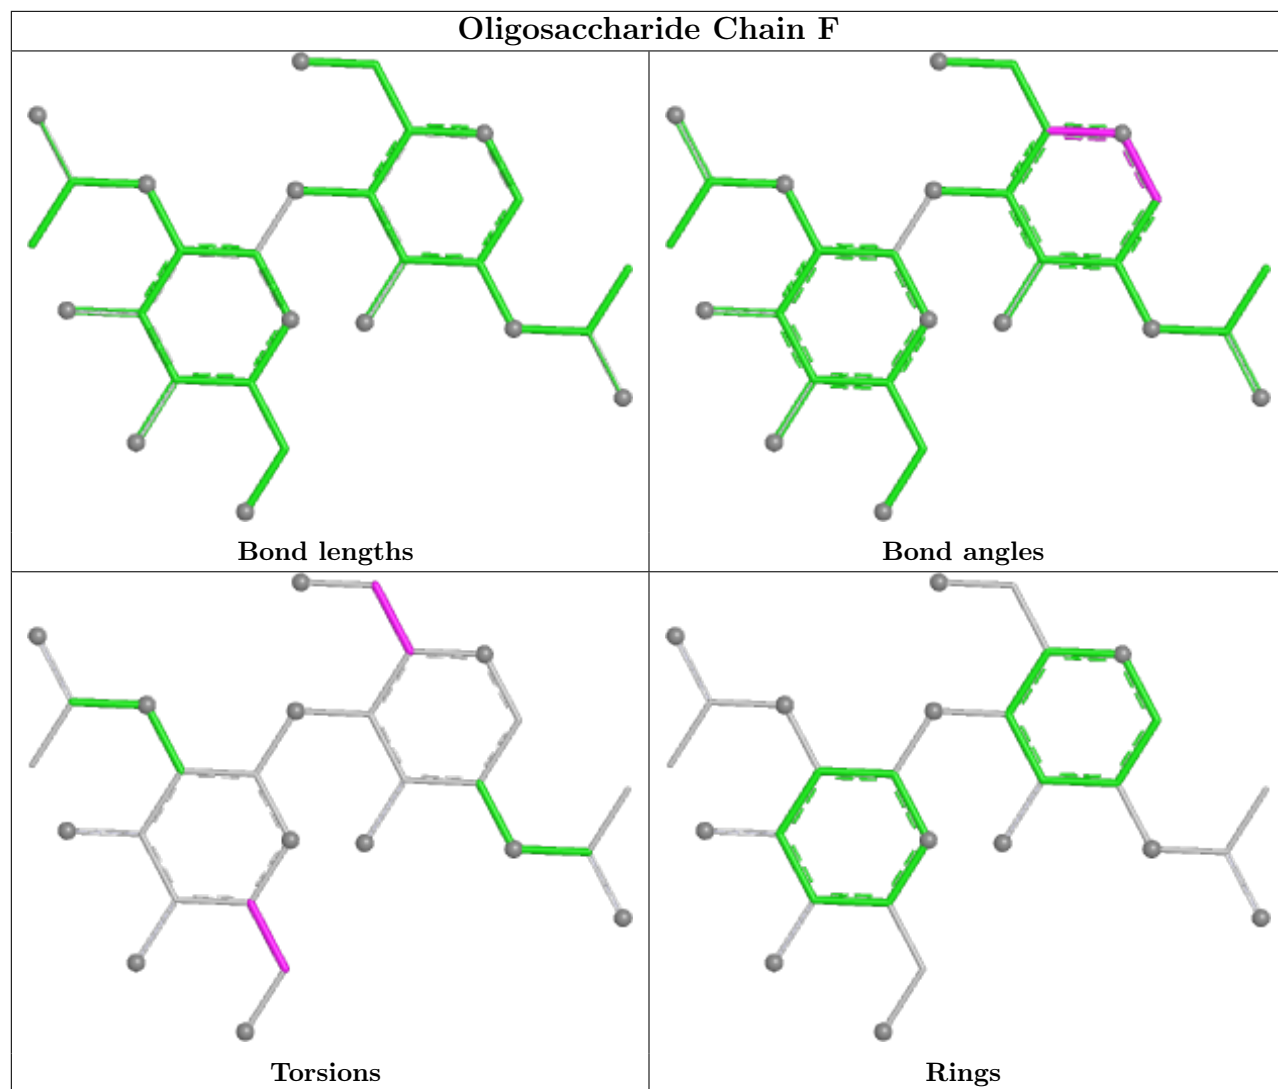 Oligosaccharide Chain F
Bond lengths
Bond angles
Torsions
Rings